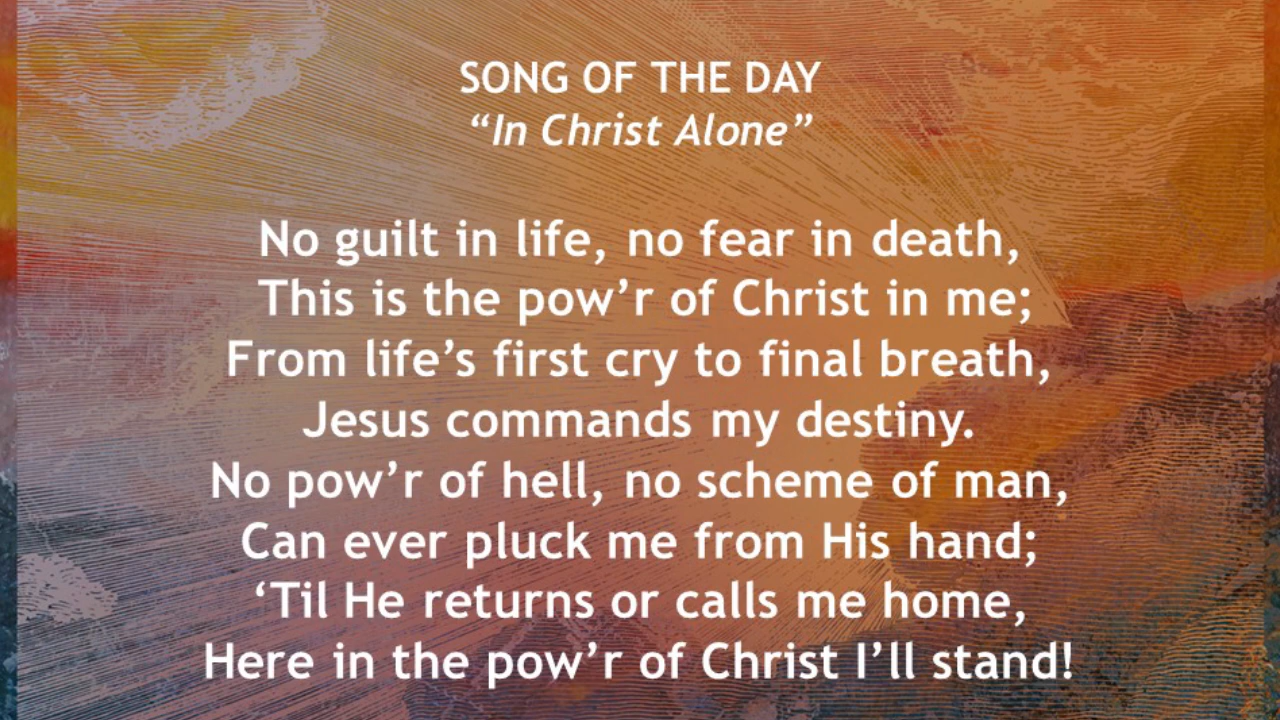 SONG OF THE DAY
“In Christ Alone”
No guilt in life, no fear in death,
This is the pow’r of Christ in me;
From life’s first cry to final breath,
Jesus commands my destiny.
No pow’r of hell, no scheme of man,
Can ever pluck me from His hand;
‘Til He returns or calls me home,
Here in the pow’r of Christ I’ll stand!